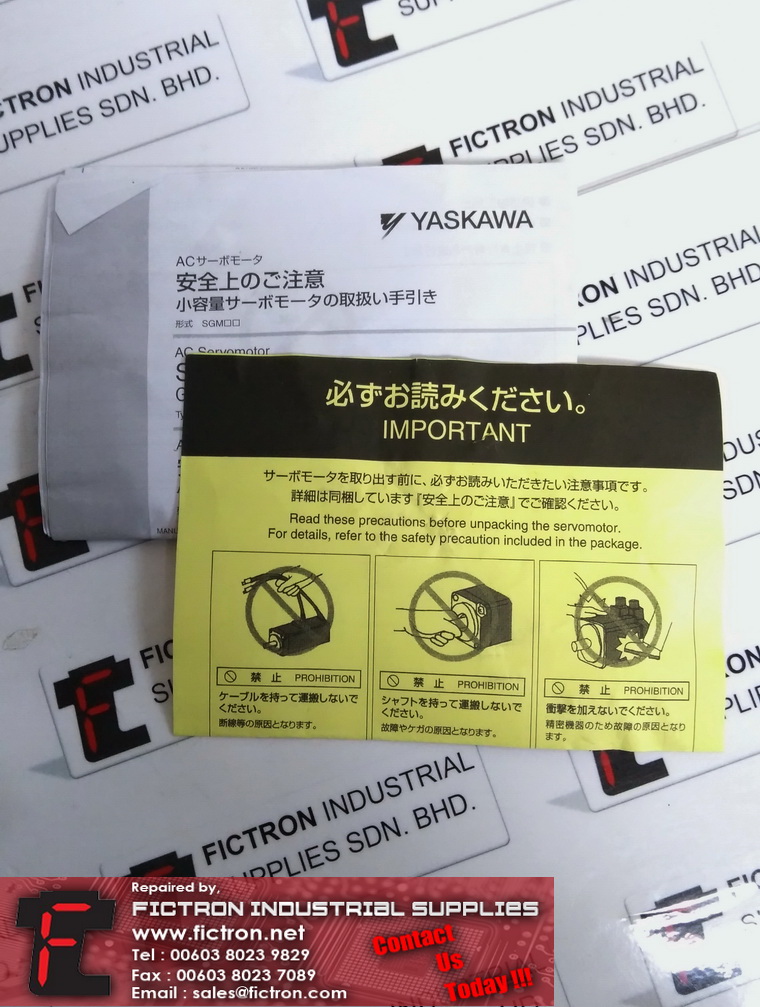 FICTRON INDUSTRIAL
SUPPLIES SDN. BHD.
YASKAWA
ACサーボモータ
安全上のご注意
小容量サーボモータの取扱い手引き
形式 SGM□□
AC Servomotor
必ずお読みください。
IMPORTANT
サーボモータを取り出す前に、必ずお読みいただきたい注意事項です。
詳細は同梱しています『安全上のご注意』でご確認ください。
Read these precautions before unpacking the servomotor.
For details, refer to the safety precaution included in the package.
禁止 PROHIBITION
ケーブルを持って運搬しないで
ください。
断線等の原因となります。
禁止 PROHIBITION
シャフトを持って運搬しないで
ください。
故障やケガの原因となります。
禁止 PROHIBITION
衝撃を加えないでください。
精密機器のため故障の原因となり
ます。
FICTRON INDUSTRIAL
SUPPLIES SDN. BHD.
Repaired by,
FICTRON INDUSTRIAL SUPPLIES
www.fictron.net
Tel : 00603 8023 9829
Fax : 00603 8023 7089
Email : sales@fictron.com
Contact
Us
Today !!!